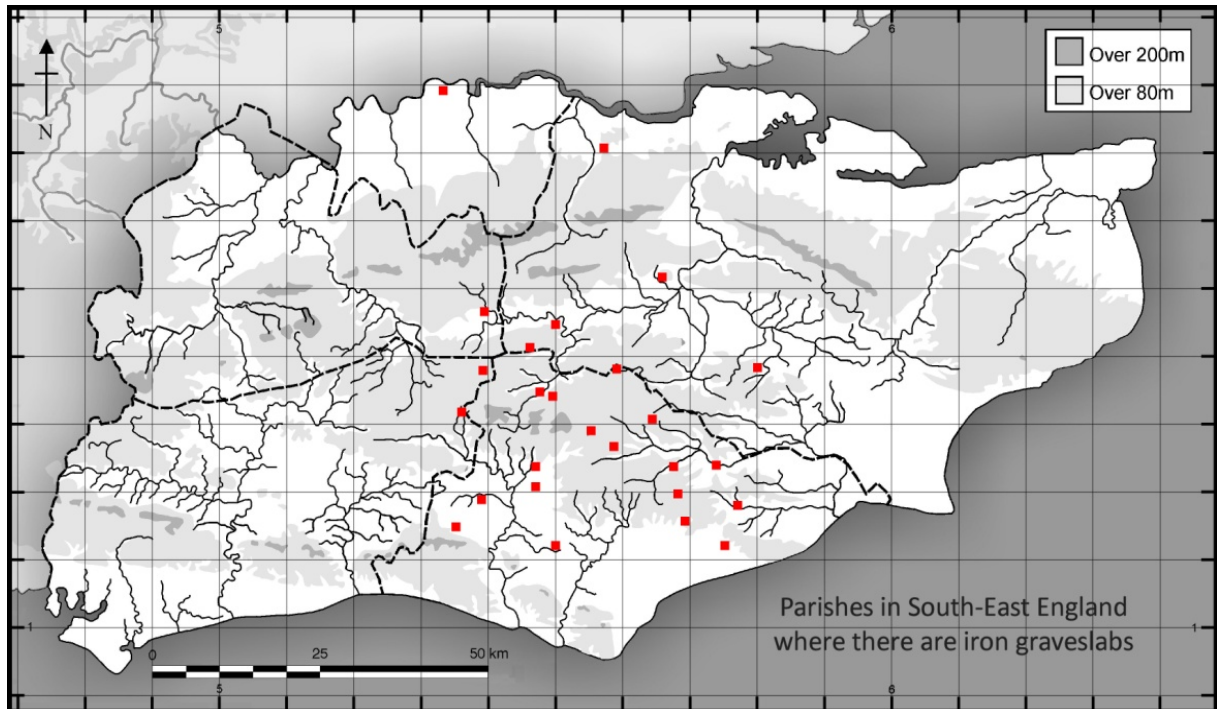 5
6
Over 200m
Over 80m
N
1
1
Parishes in South-East England
where there are iron graveslabs
0
25
50 km
5
6